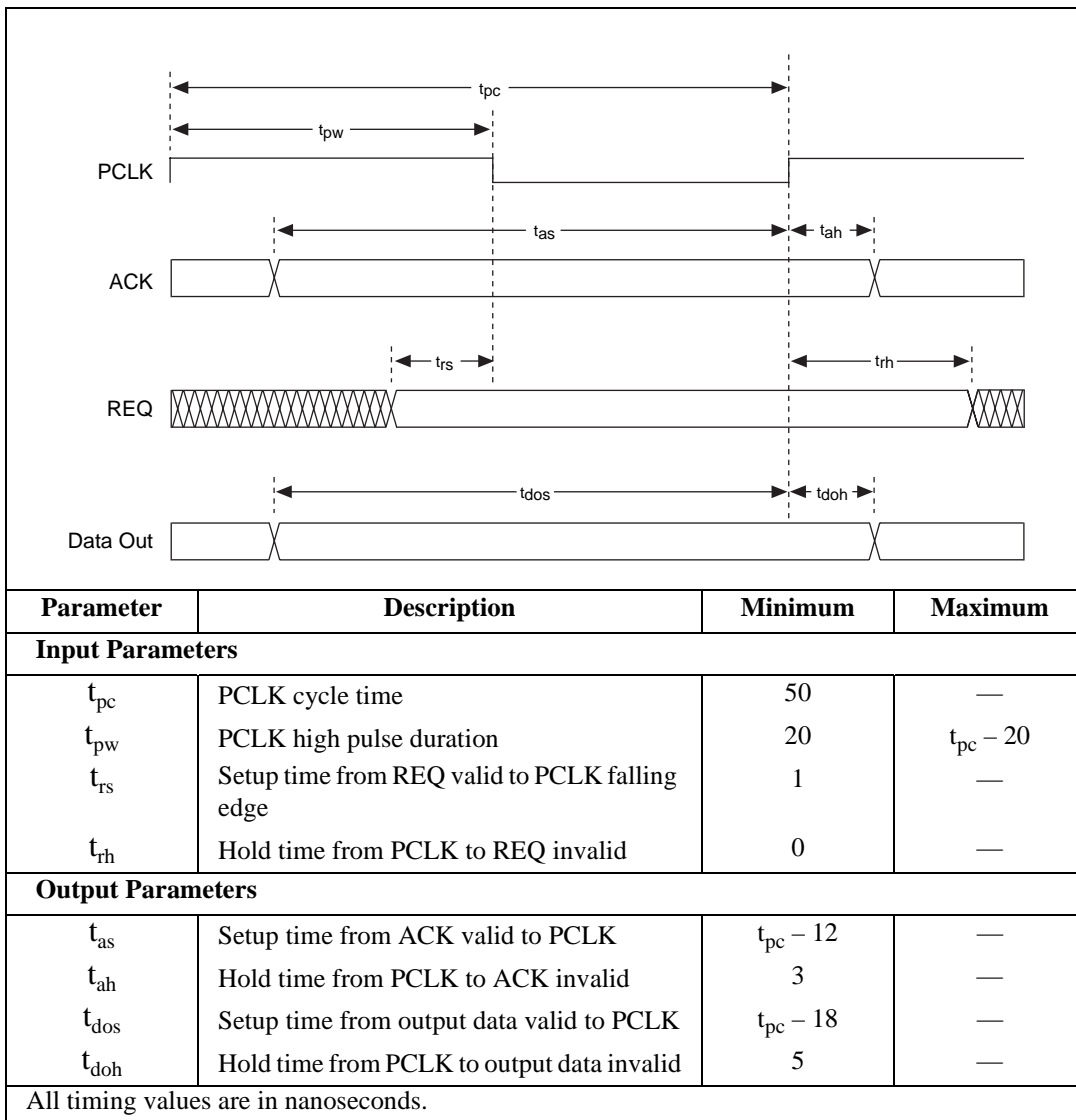 tpc
tpw
PCLK
tas
tah
ACK
trs
trh
REQ
tdos
tdoh
Data Out
Parameter Description Minimum Maximum
Input Parameters
tpc PCLK cycle time 50 —
tpw PCLK high pulse duration 20 tpc – 20
trs Setup time from REQ valid to PCLK falling 1 —
edge
trh Hold time from PCLK to REQ invalid 0 —
Output Parameters
tas Setup time from ACK valid to PCLK tpc – 12 —
tah Hold time from PCLK to ACK invalid 3 —
tdos Setup time from output data valid to PCLK tpc – 18 —
tdoh Hold time from PCLK to output data invalid 5 —
All timing values are in nanoseconds.